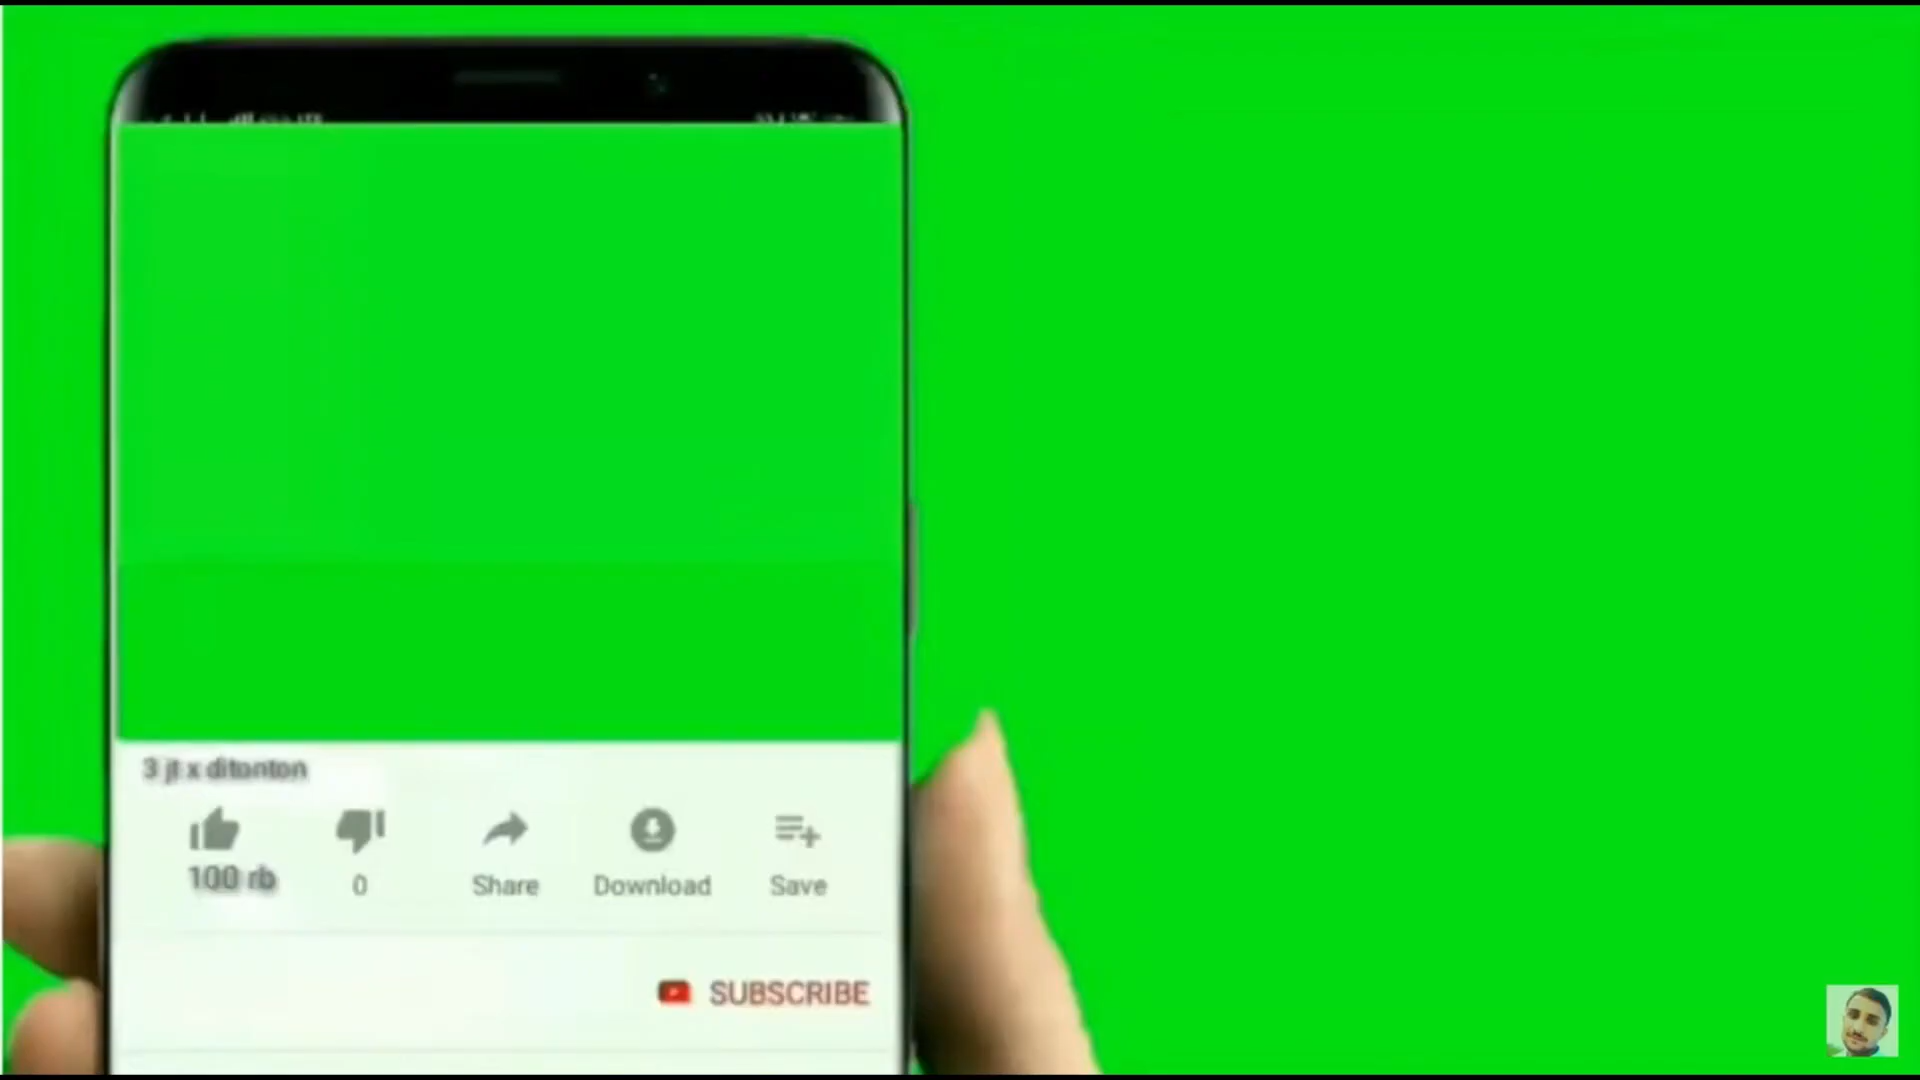 3 jt x ditonton
100 rb
0
Share
Download
Save
SUBSCRIBE